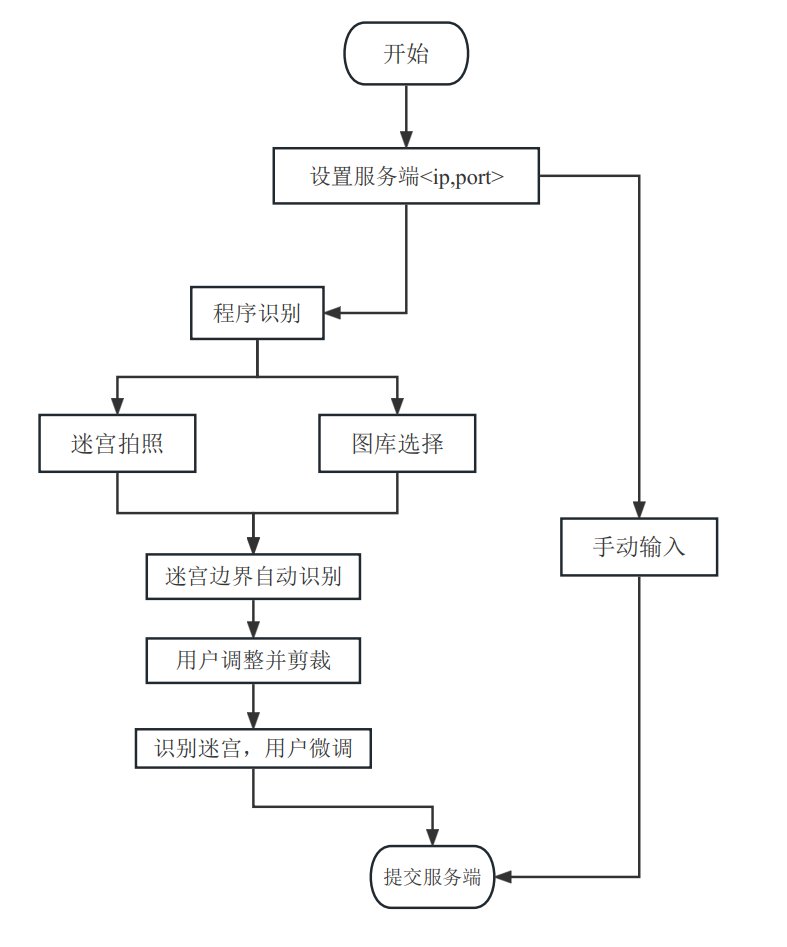 开始
设置服务端<ip,port>
程序识别
迷宫拍照
图库选择
手动输入
迷宫边界自动识别
用户调整并剪裁
识别迷宫，用户微调
提交服务端